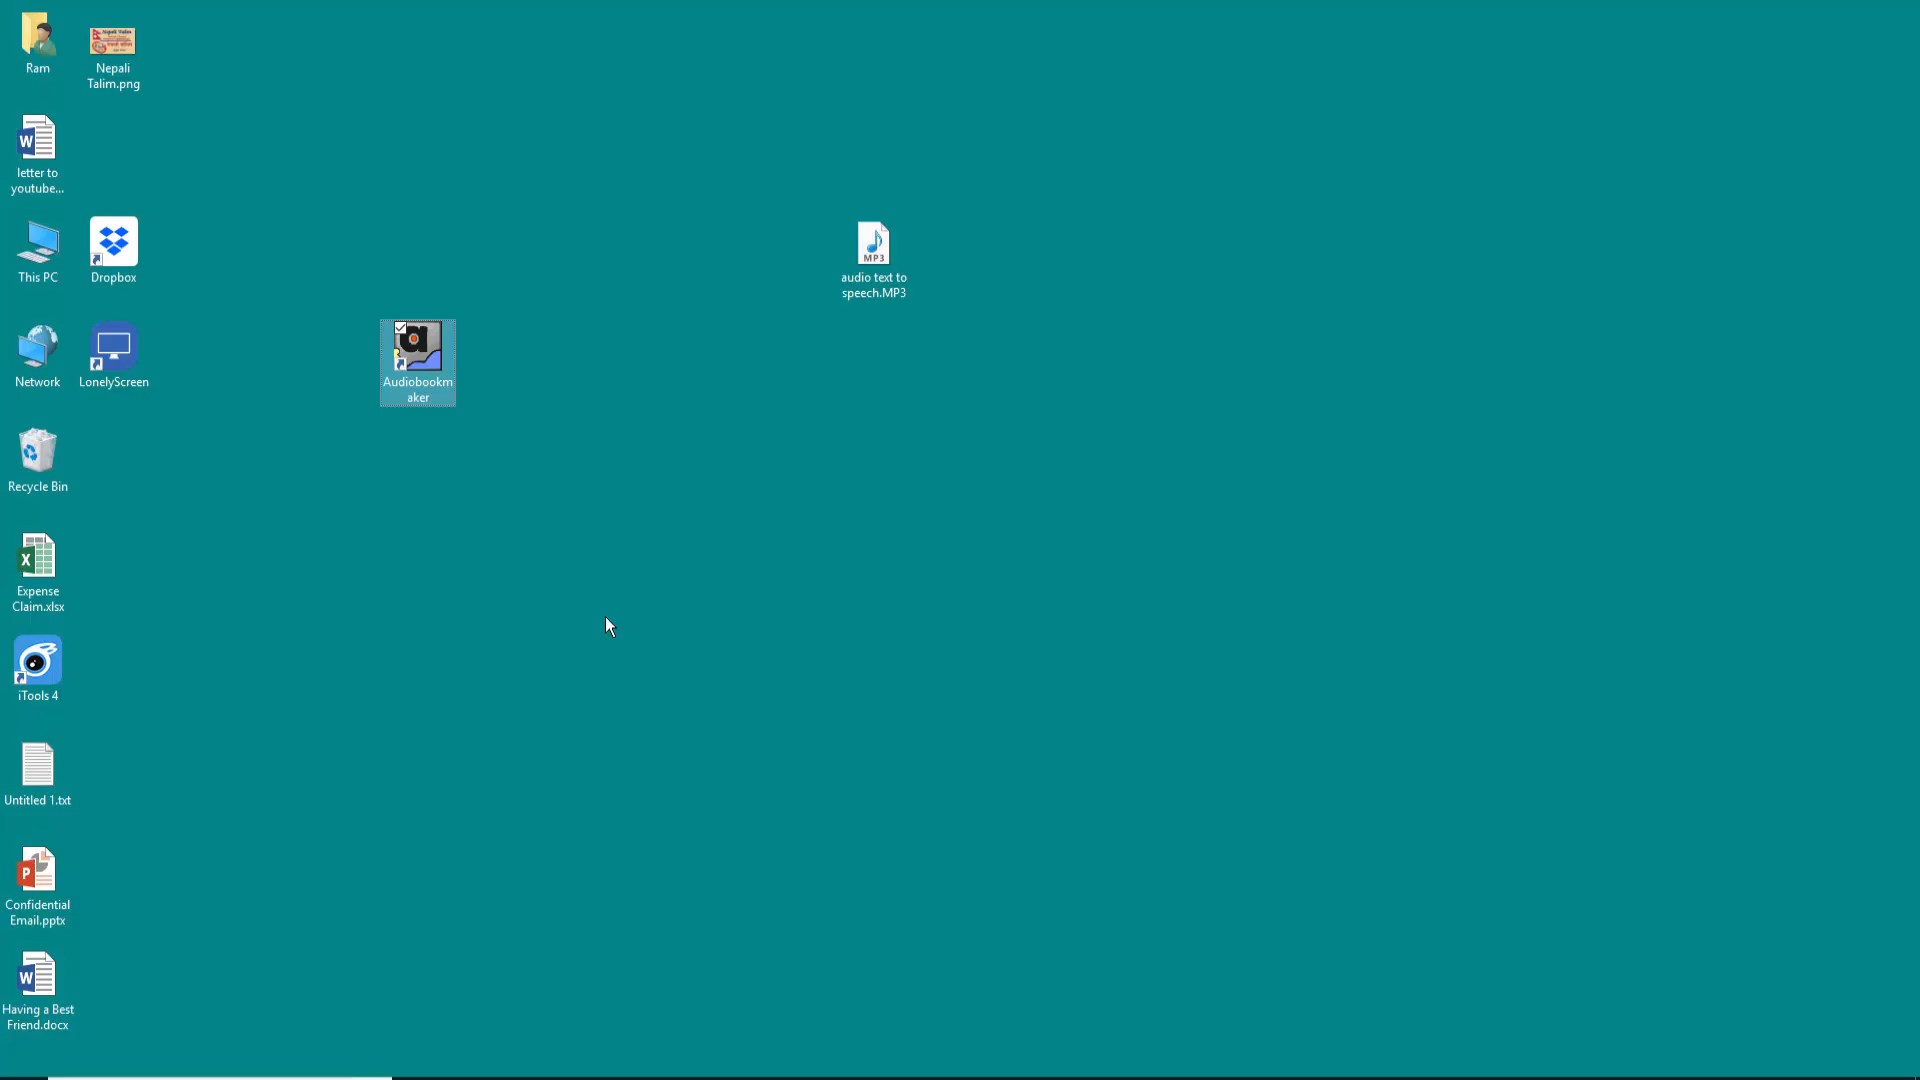 Ram
Nepali
Talim.png
letter to
youtube...
This PC
Dropbox
audio text to
speech.MP3
MP3
Network
LonelyScreen
Audiobookm
aker
Recycle Bin
Expense
Claim.xlsx
iTools 4
Untitled 1.txt
Confidential
Email.pptx
Having a Best
Friend.docx